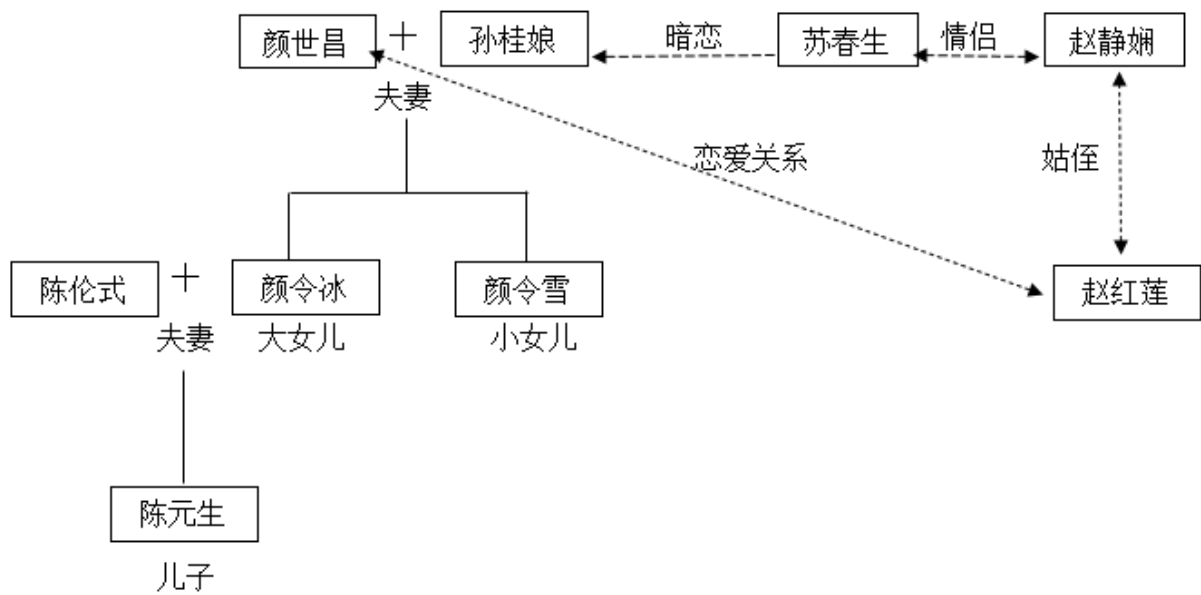 颜世昌 + 孙桂娘 暗恋 苏春生 情侣 赵静娴
夫妻
恋爱关系 姑侄
陈伦式 + 颜令冰 颜令雪 赵红莲
夫妻 大女儿 小女儿
陈元生
儿子